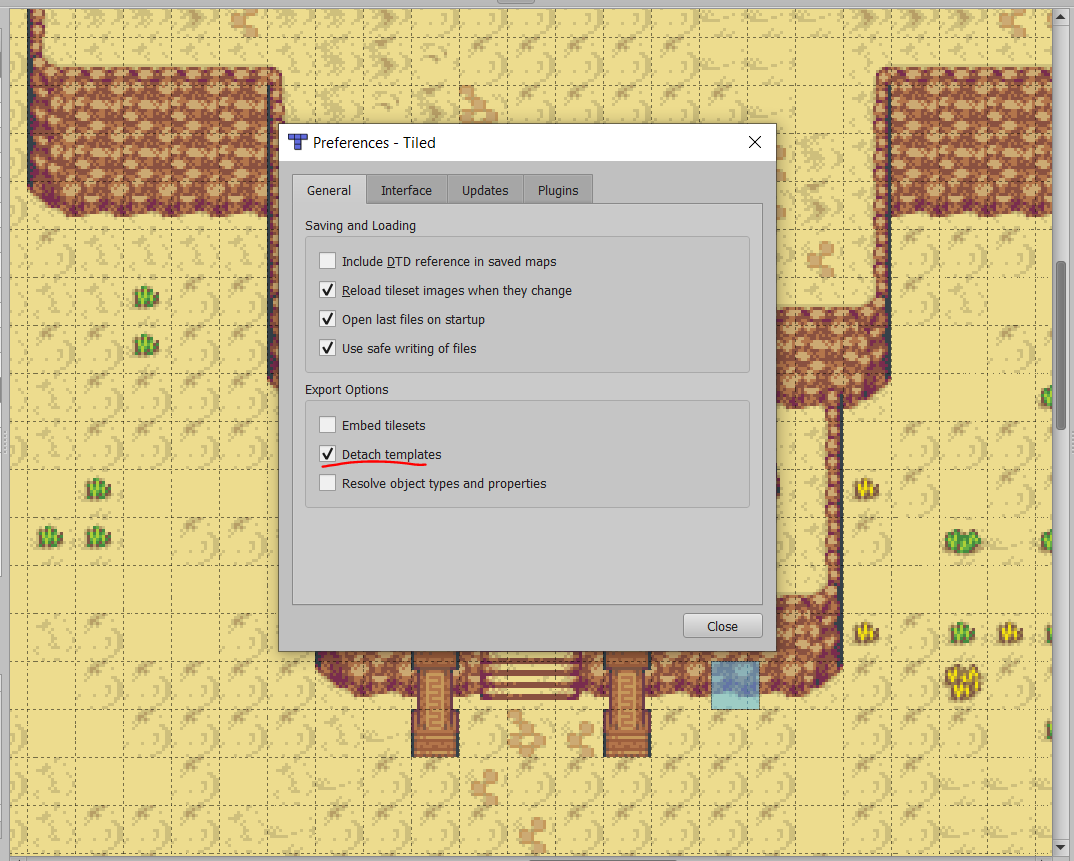 Preferences - Tiled
General Interface Updates Plugins
Saving and Loading
Include DTD reference in saved maps
Reload tileset images when they change
Open last files on startup
Use safe writing of files
Export Options
Embed tilesets
Detach templates
Resolve object types and properties
Close